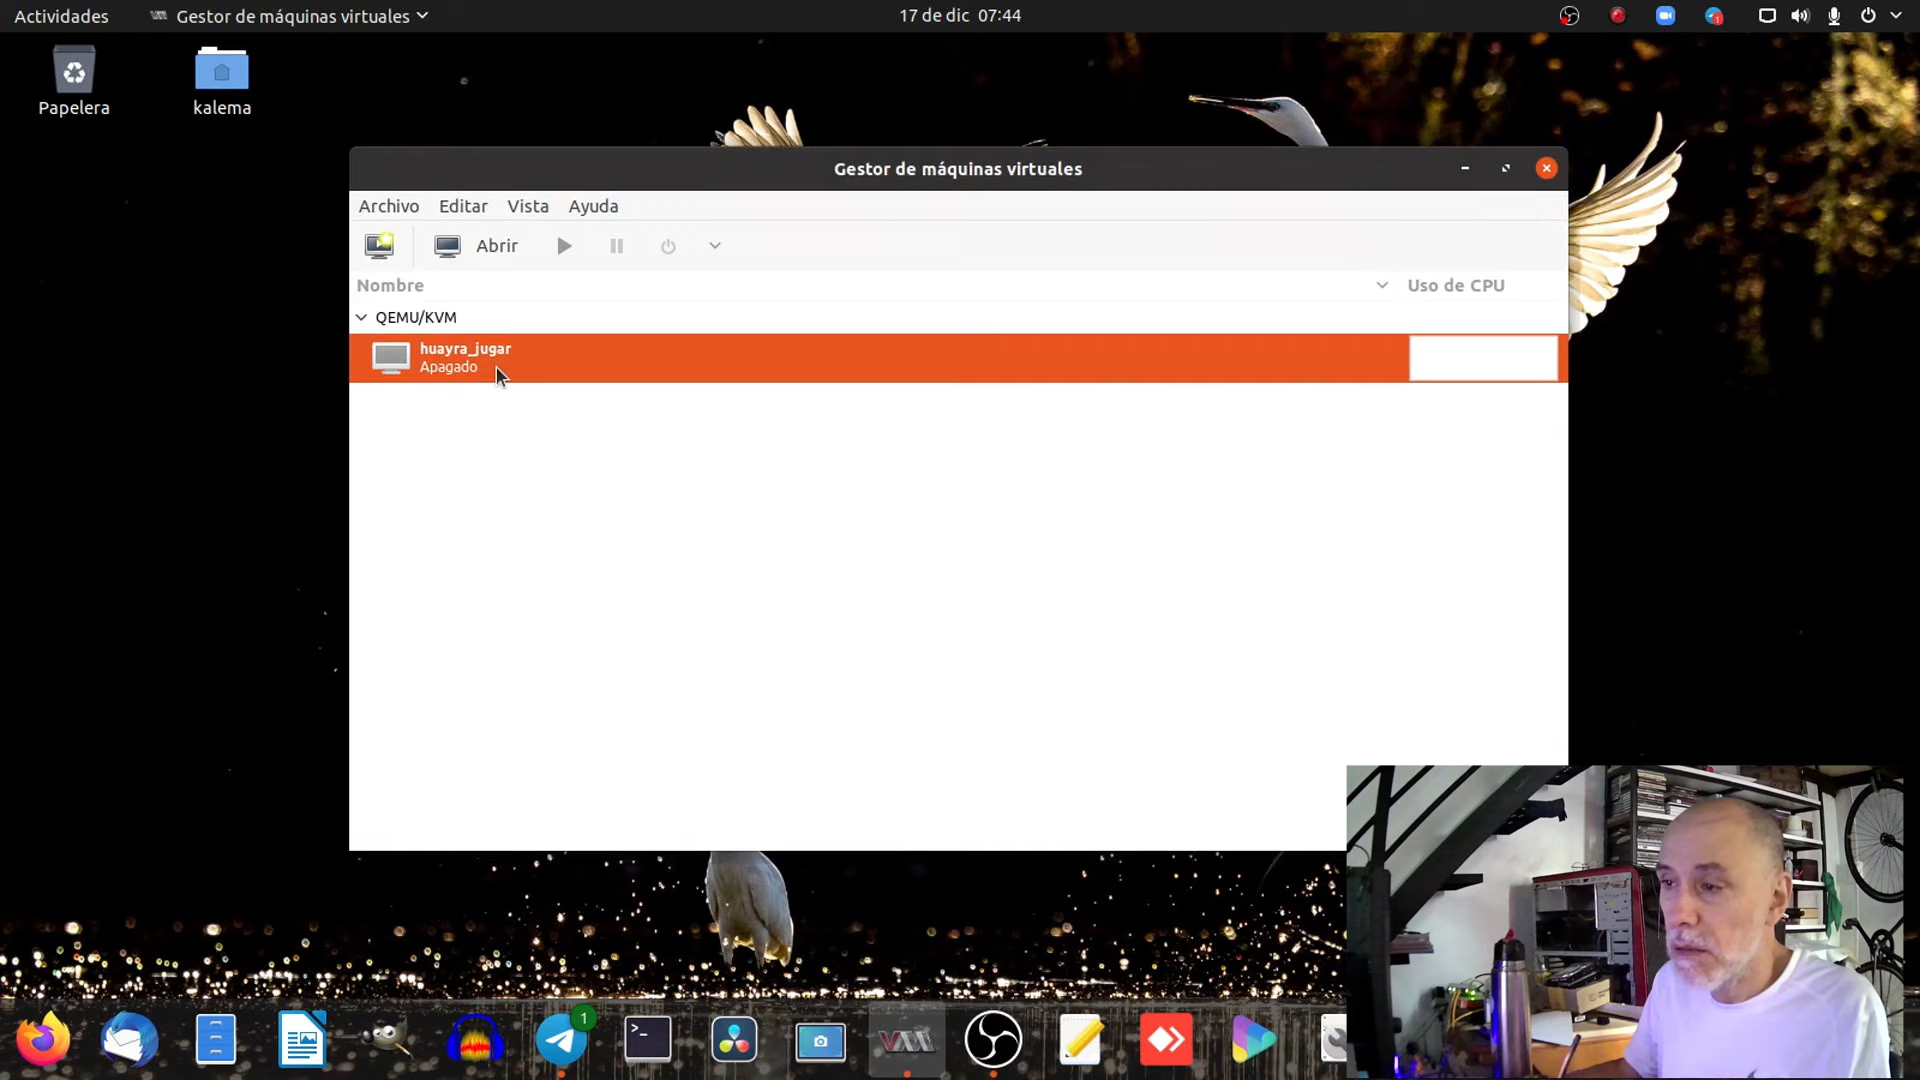 Actividades
Gestor de máquinas virtuales
17 de dic 07:44
1
Papelera
kalema
Gestor de máquinas virtuales
Archivo Editar Vista Ayuda
Abrir
Nombre
Uso de CPU
QEMU/KVM
huayra_jugar
Apagado
1
>_